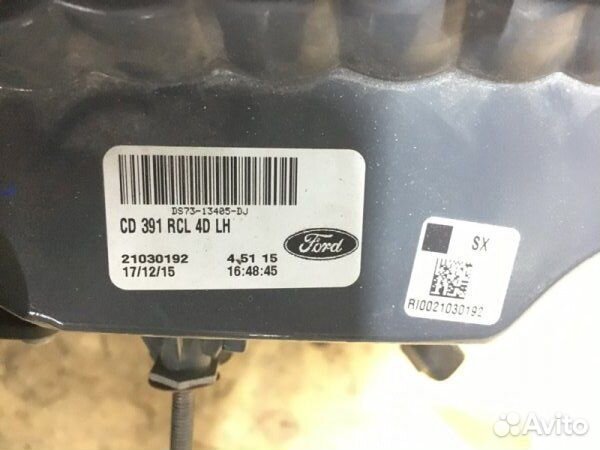 DS73-13405-DJ
CD 391 RCL 4D LH
Ford
21030192 4 51 15
17/12/15 16:48:45
SX
RI0021030192
Avito